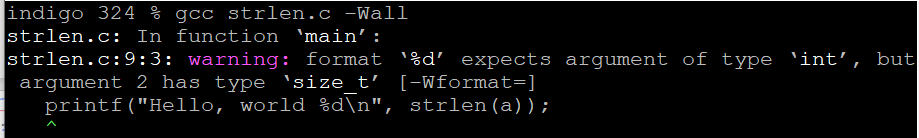 indigo 324 % gcc strlen.c -Wall
strlen.c: In function ‘main’:
strlen.c:9:3: warning: format ‘%d’ expects argument of type ‘int’, but
argument 2 has type ‘size_t’ [-Wformat=]
printf("Hello, world %d\n", strlen(a));
^